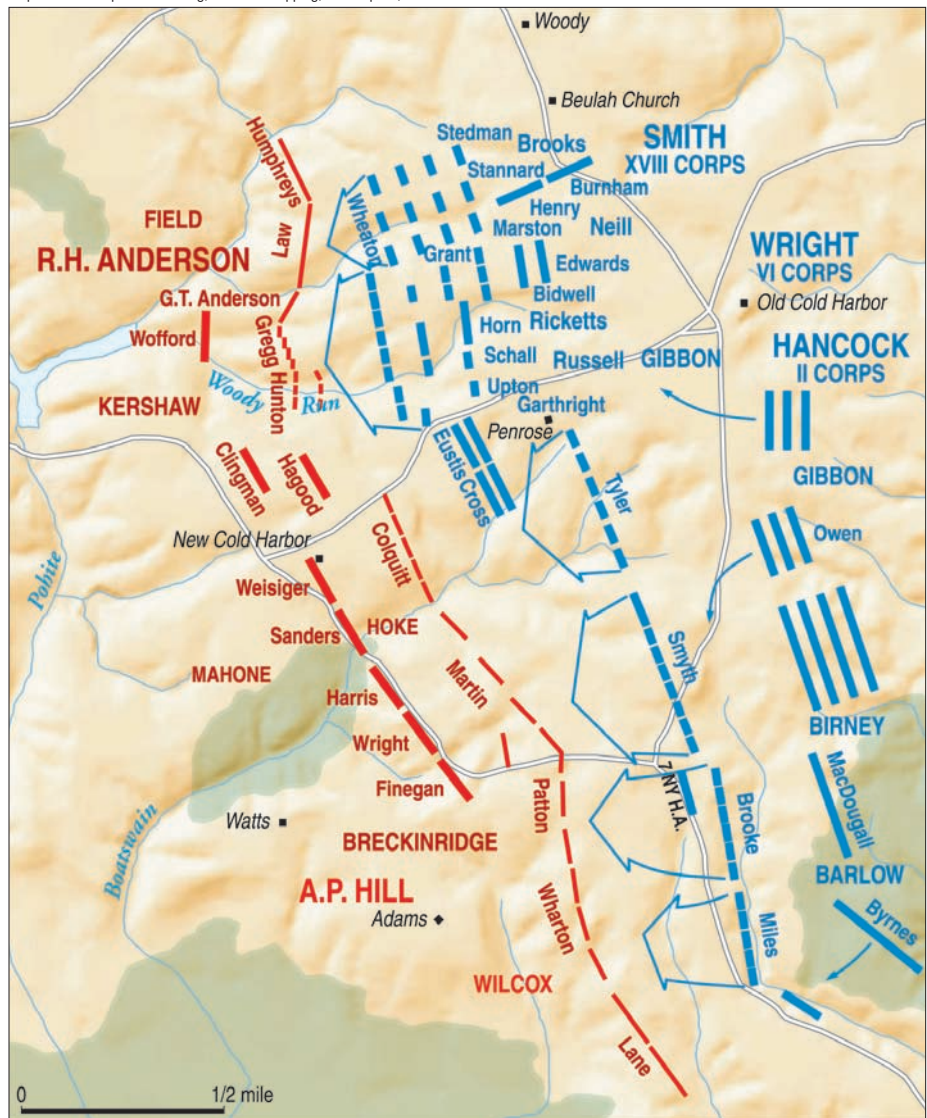 Woody
Beulah Church
Stedman
Brooks
SMITH
XVIII CORPS
Stannard
Burnham
Humphreys
Wheaton
Henry
Marston
Neill
FIELD
Law
Grant
Edwards
WRIGHT
VI CORPS
R.H. ANDERSON
Bidwell
Old Cold Harbor
G.T. Anderson
Wofford
Gregg
Horn
Ricketts
HANCOCK
II CORPS
Schall
Russell
GIBBON
Hunton
Woody
Run
Upton
KERSHAW
Garthright
Penrose
Clingman
Hagood
Eustis
Cross
Tyler
GIBBON
Owen
New Cold Harbor
Colquitt
Pohite
Weisiger
Sanders
HOKE
MAHONE
Martin
Smyth
Harris
BIRNEY
Wright
Finegan
Patton
7 NY H.A.
Brooke
MacDougall
Watts
BRECKINRIDGE
Boatswain
BARLOW
A.P. HILL
Adams
Wharton
Miles
Byrnes
WILCOX
Lane
0
1/2 mile